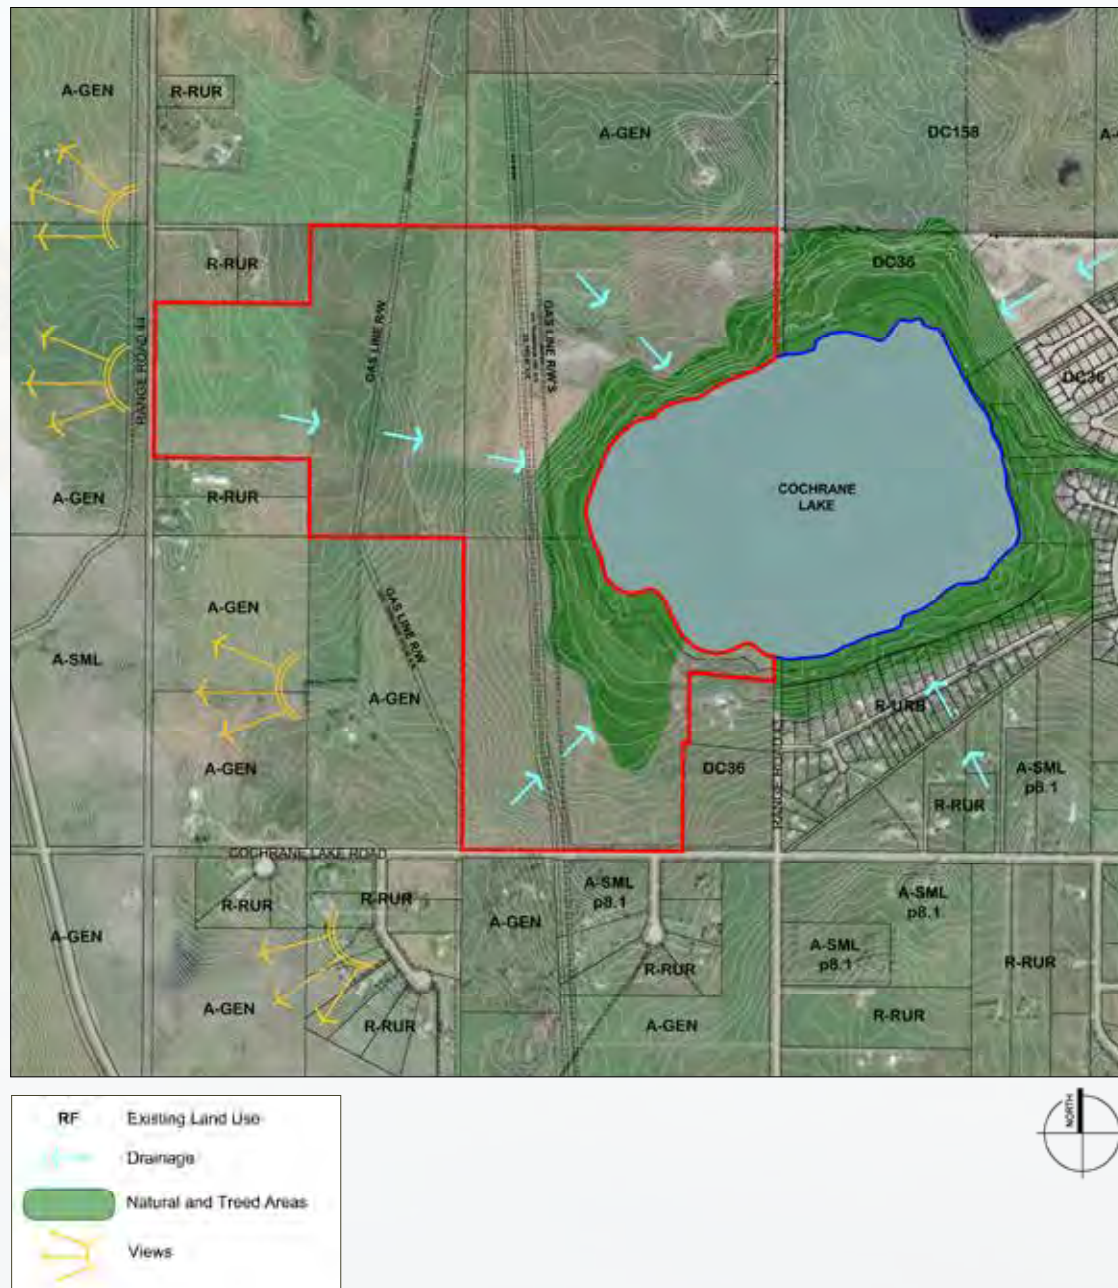 A-GEN
R-RUR
A-GEN
DC158
A-
R-RUR
DC36
GAS LINE R/W
GAS LINE R/W'S
RANGE ROAD 44
DC36
A-GEN
R-RUR
COCHRANE
LAKE
GAS LINE R/W
A-GEN
A-SML
A-GEN
R-URB
A-GEN
DC36
RANGE ROAD
A-SML
p8.1
R-RUR
COCHRANE LAKE ROAD
R-RUR
R-RUR
A-SML
p8.1
A-SML
p8.1
A-GEN
A-GEN
A-SML
p8.1
R-RUR
R-RUR
A-GEN
R-RUR
A-GEN
R-RUR
RF
Existing Land Use
Drainage
Natural and Treed Areas
Views
NORTH